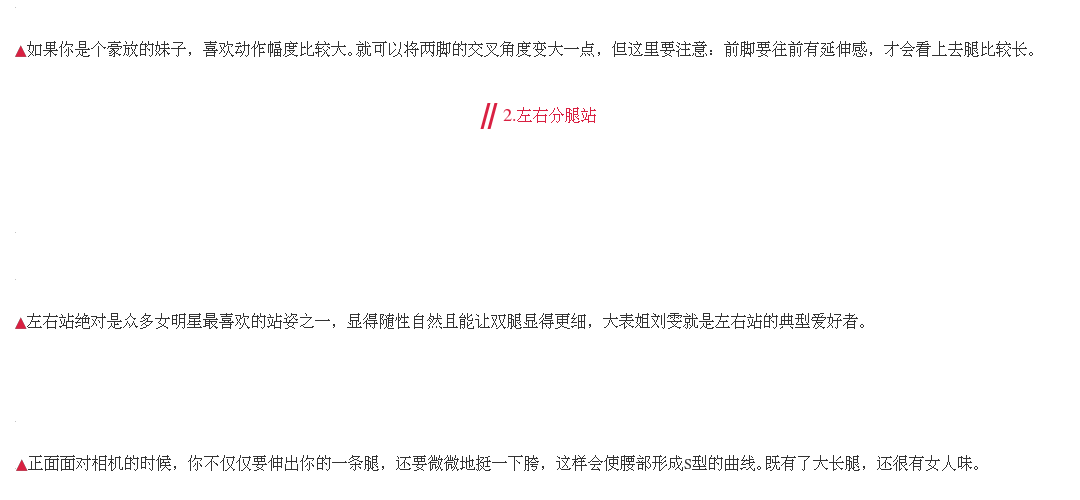 ▲如果你是个豪放的妹子，喜欢动作幅度比较大。就可以将两脚的交叉角度变大一点，但这里要注意：前脚要往前有延伸感，才会看上去腿比较长。
// 2.左右分腿站
▲左右站绝对是众多女明星最喜欢的站姿之一，显得随性自然且能让双腿显得更细，大表姐刘雯就是左右站的典型爱好者。
▲正面面对相机的时候，你不仅仅要伸出你的一条腿，还要微微地挺一下胯，这样会使腰部形成S型的曲线。既有了大长腿，还很有女人味。